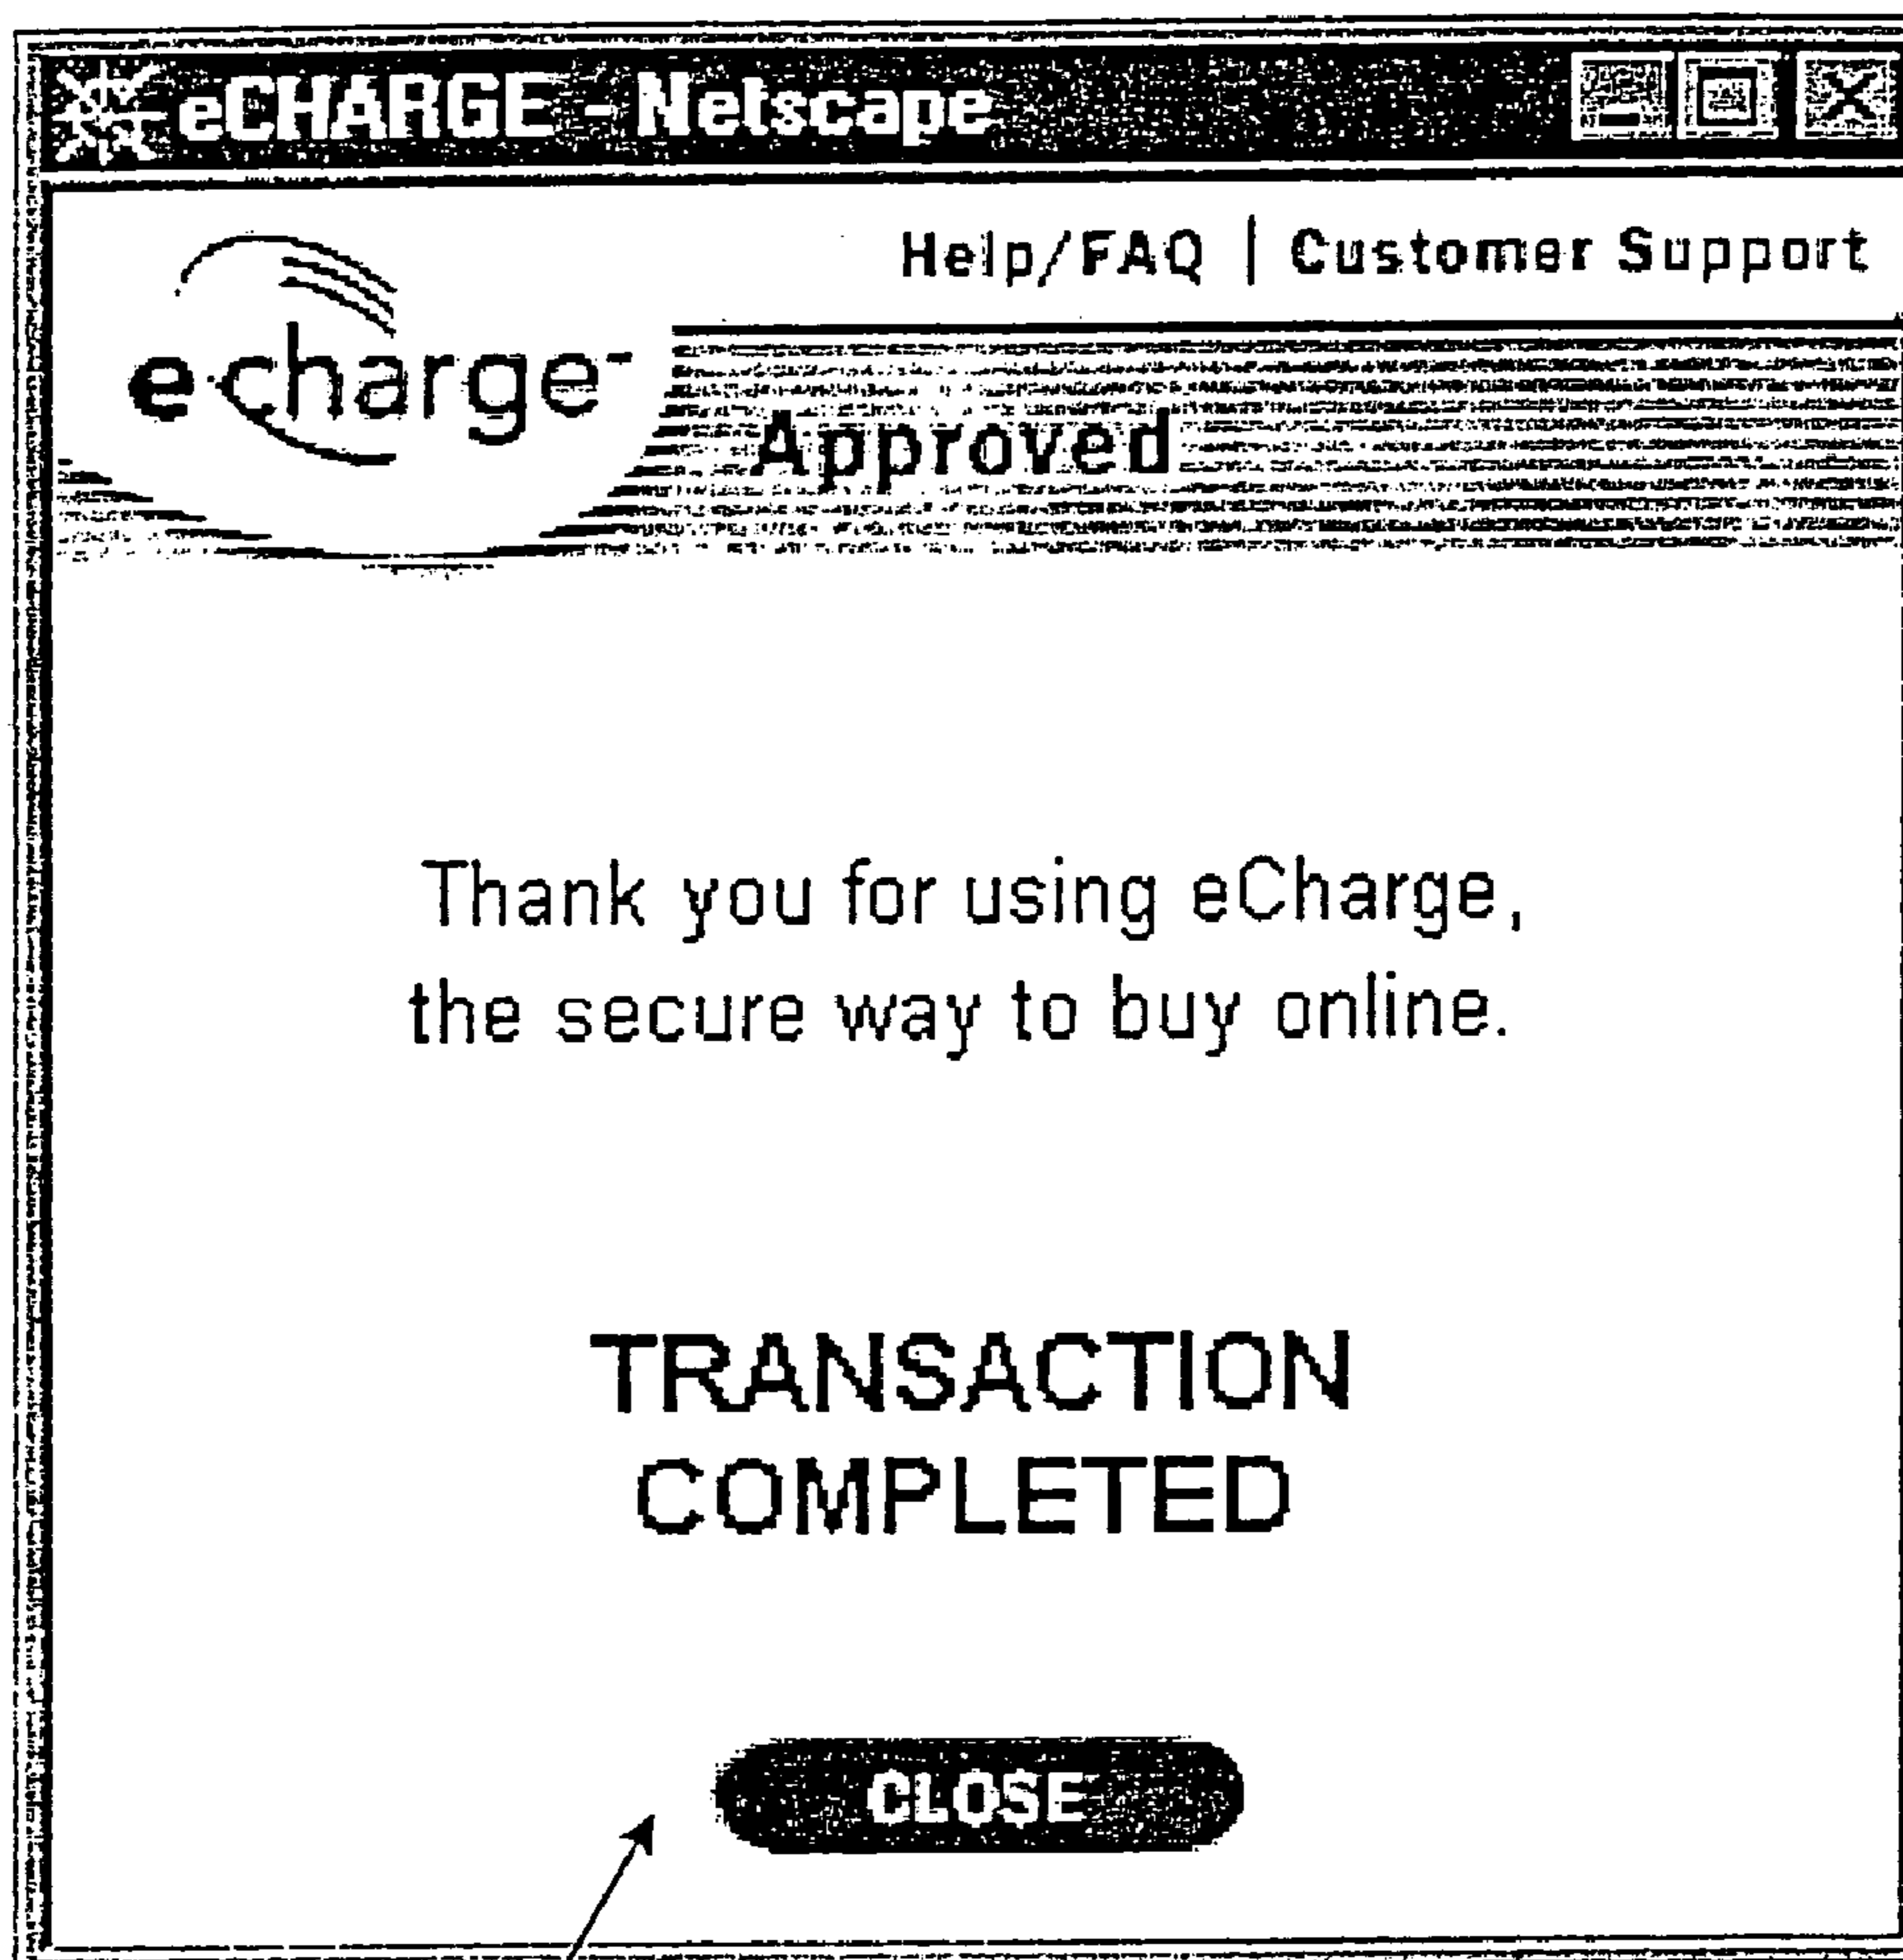 eCHARGE - Netscape
Help/FAQ | Customer Support
e·charge
Approved
Thank you for using eCharge,
the secure way to buy online.
TRANSACTION
COMPLETED
CLOSE